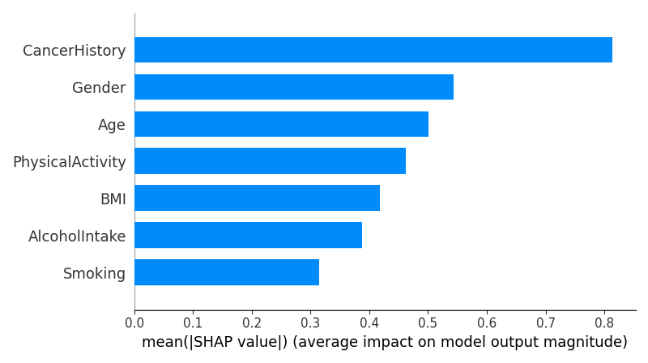 CancerHistory
Gender
Age
PhysicalActivity
BMI
AlcoholIntake
Smoking
0.0 0.1 0.2 0.3 0.4 0.5 0.6 0.7 0.8
mean(|SHAP value|) (average impact on model output magnitude)